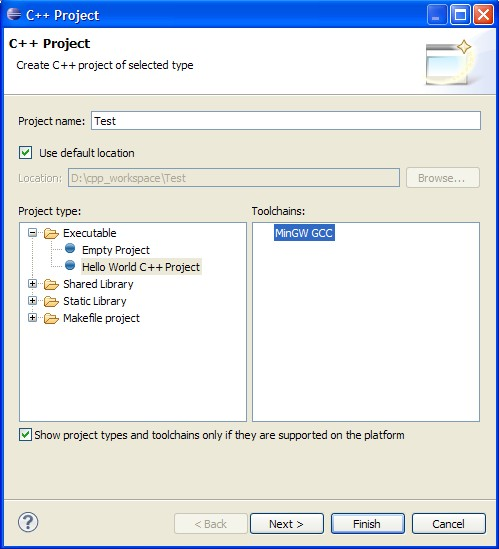 C++ Project
C++ Project
Create C++ project of selected type
Project name: Test
Use default location
Location: D:\cpp_workspace\Test Browse...
Project type: Toolchains:
Executable MinGW GCC
Empty Project
Hello World C++ Project
Shared Library
Static Library
Makefile project
Show project types and toolchains only if they are supported on the platform
? < Back Next > Finish Cancel